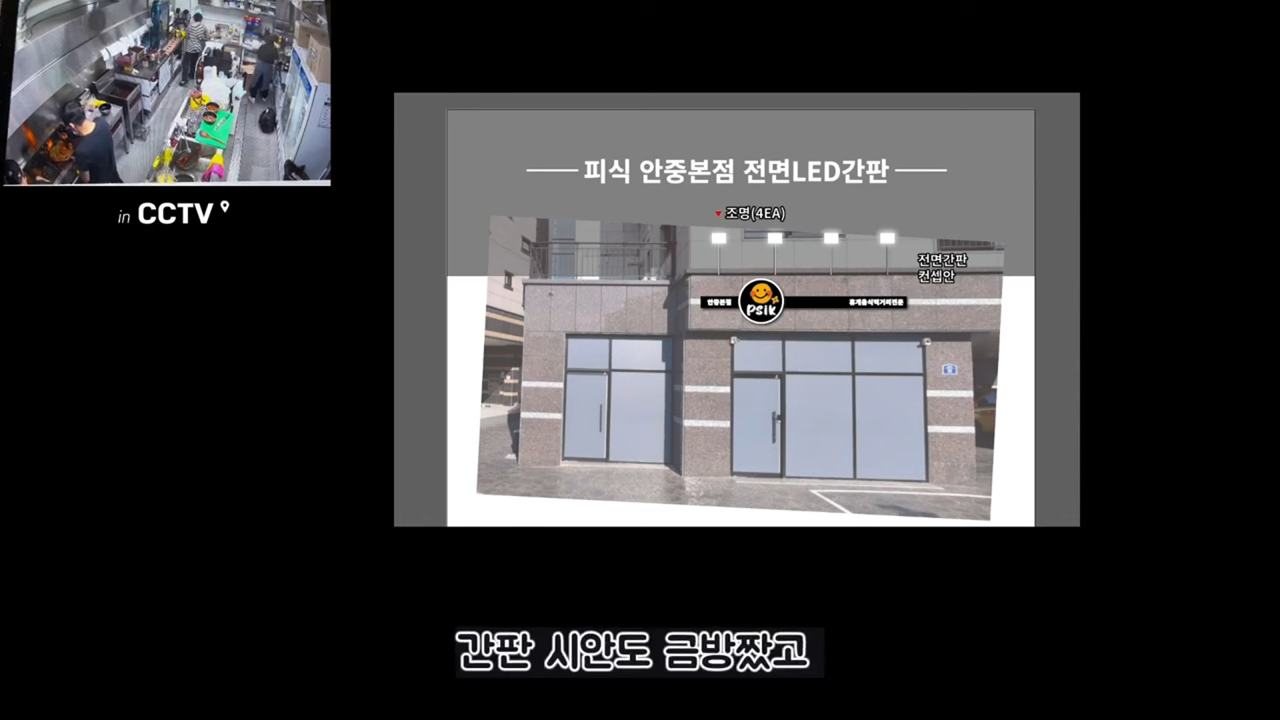 in CCTV
피식 안중본점 전면LED간판
조명(4EA)
전면간판
컨셉안
안중본점
Psik
휴게음식먹거리전문
간판 시안도 금방짰고